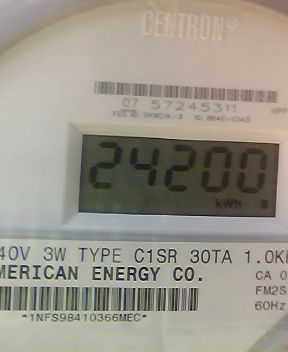 CENTRON®
07 57245311
24200
kWh
40V 3W TYPE C1SR 30TA 1.0K
MERICAN ENERGY CO.
CA 0
FM2S
60Hz
*1NFS98410366MEC*